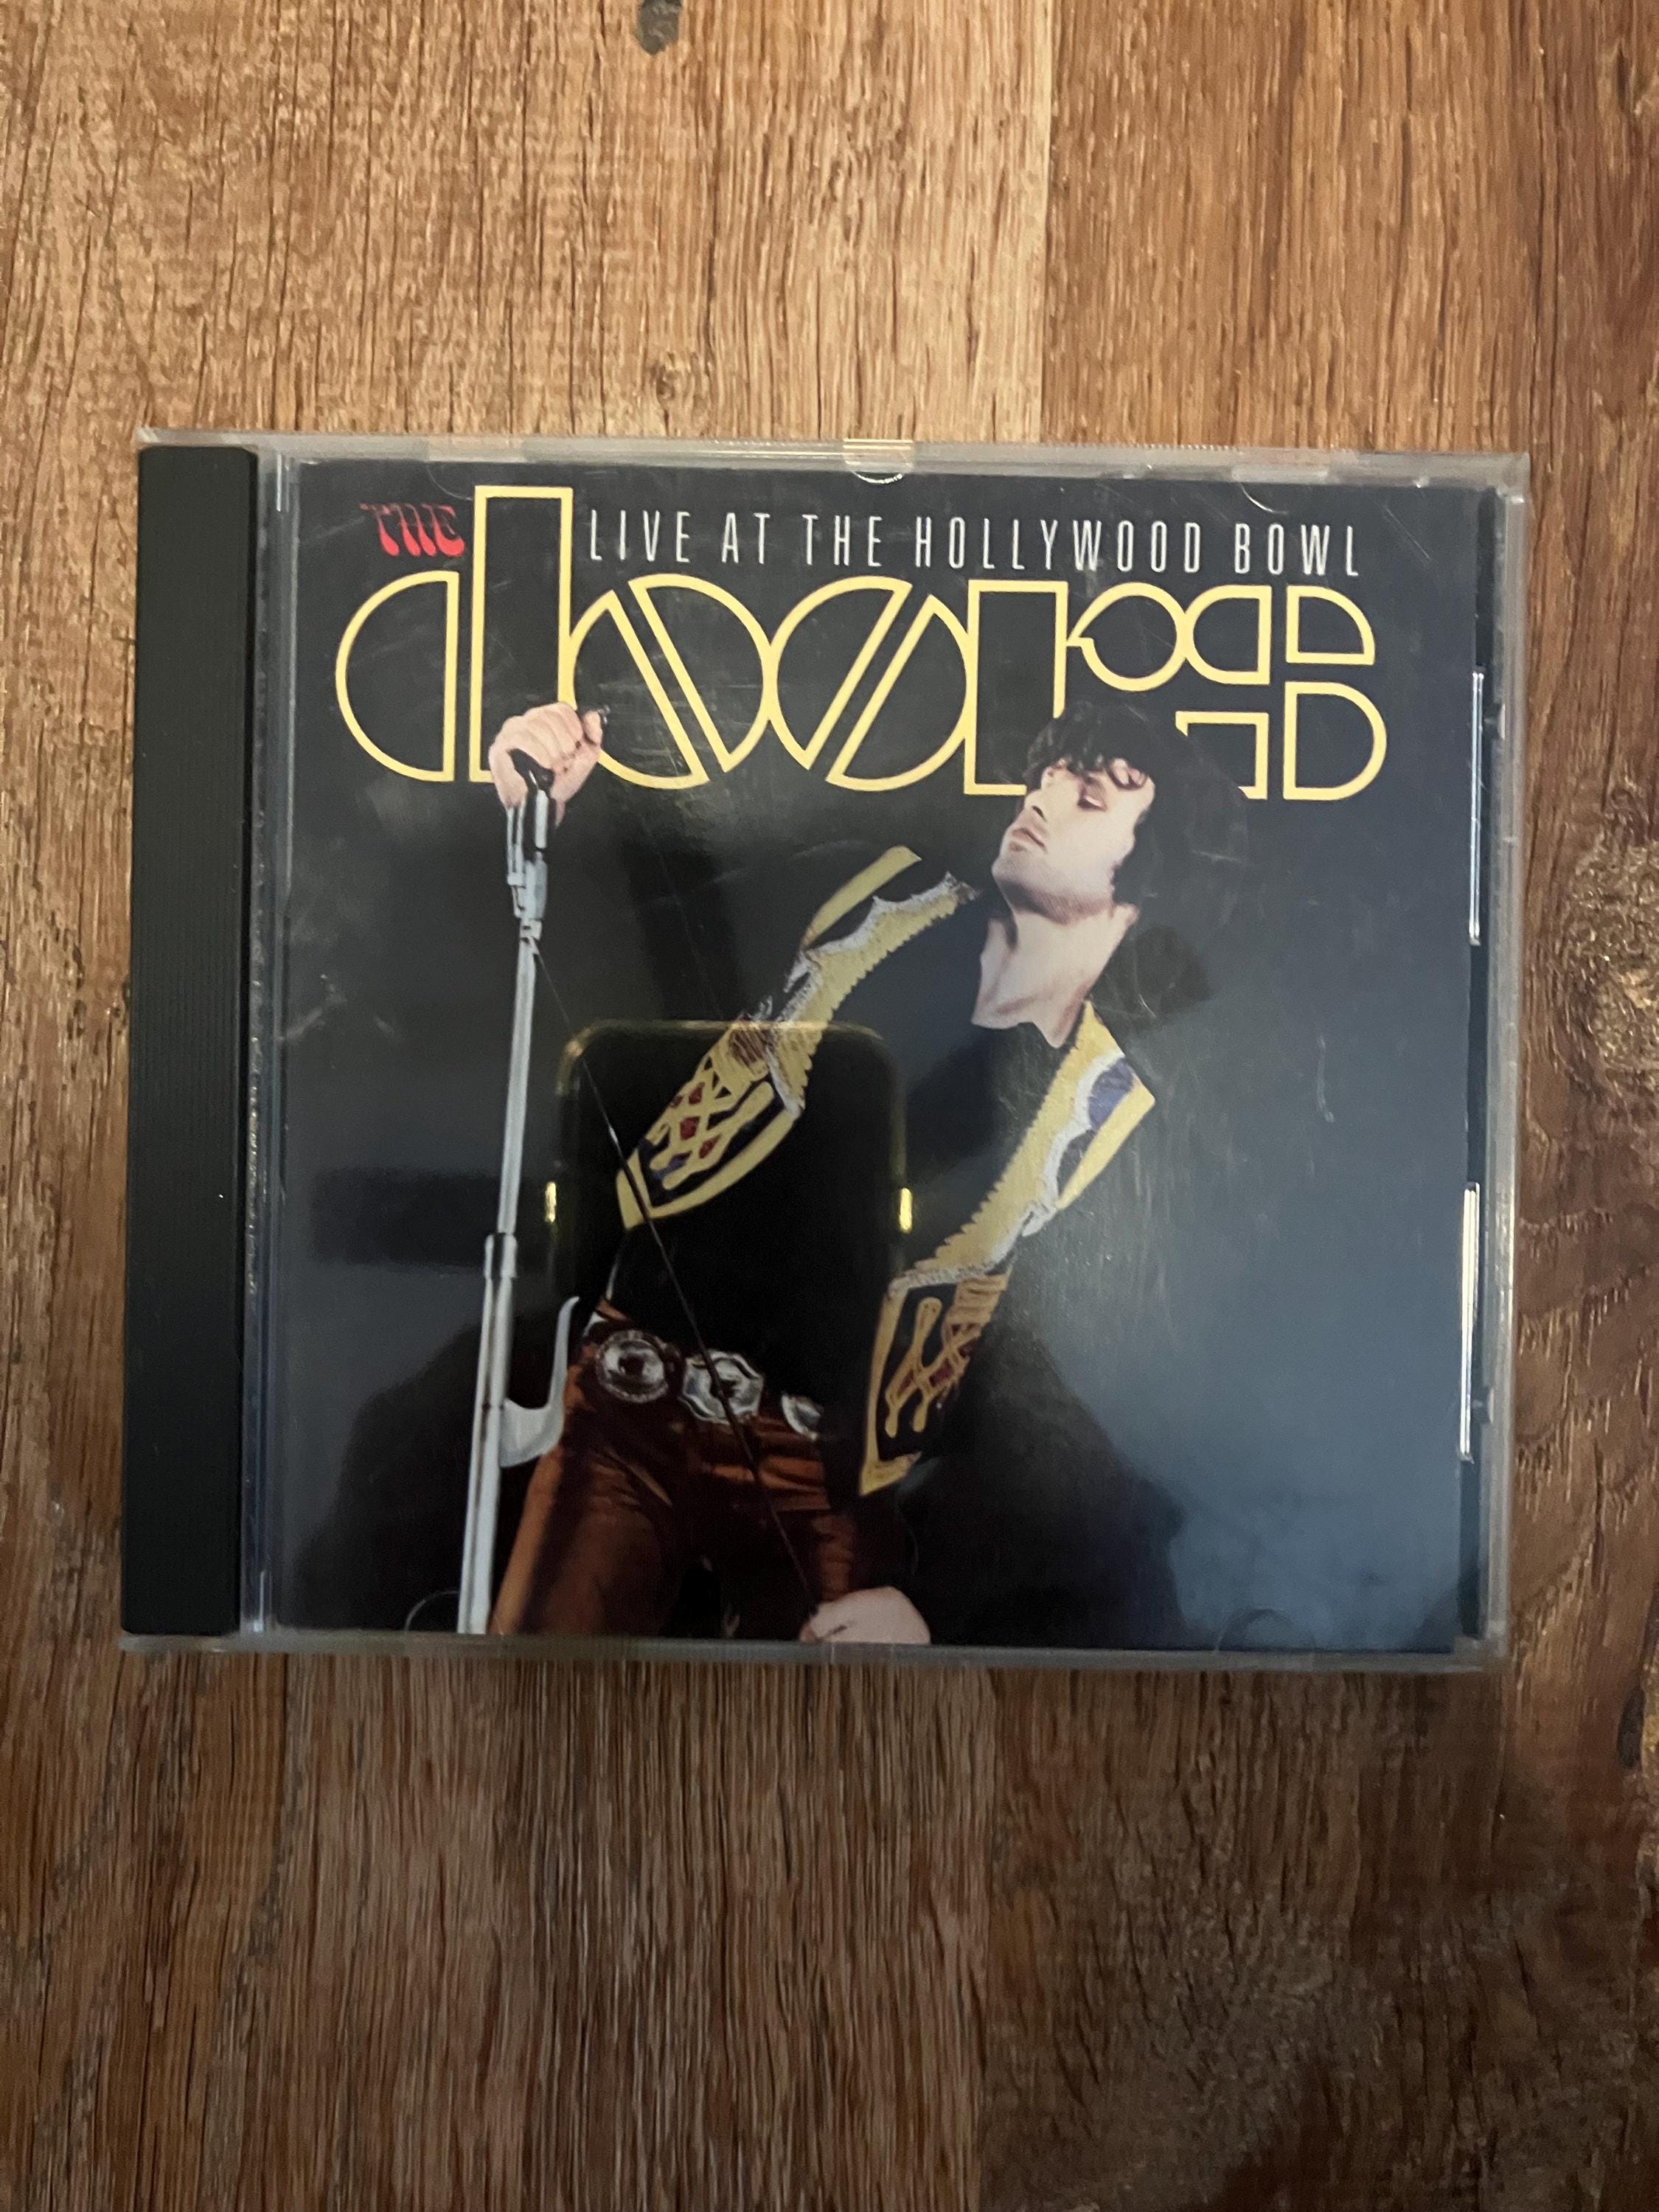 THE
LIVE AT THE HOLLYWOOD BOWL
doors